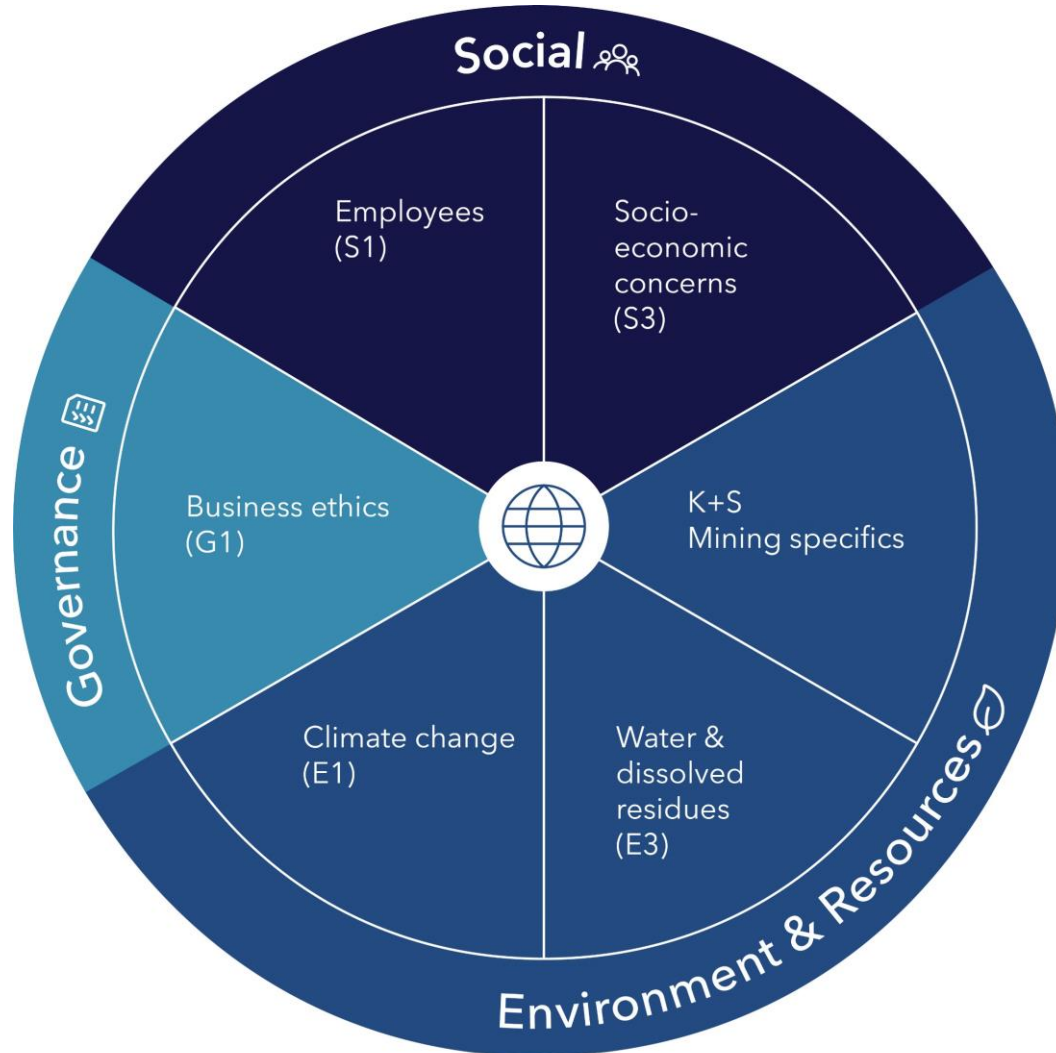 Social
Employees
(S1)
Socio-
economic
concerns
(S3)
Governance
Business ethics
(G1)
K+S
Mining specifics
Climate change
(E1)
Water &
dissolved
residues
(E3)
Environment & Resources